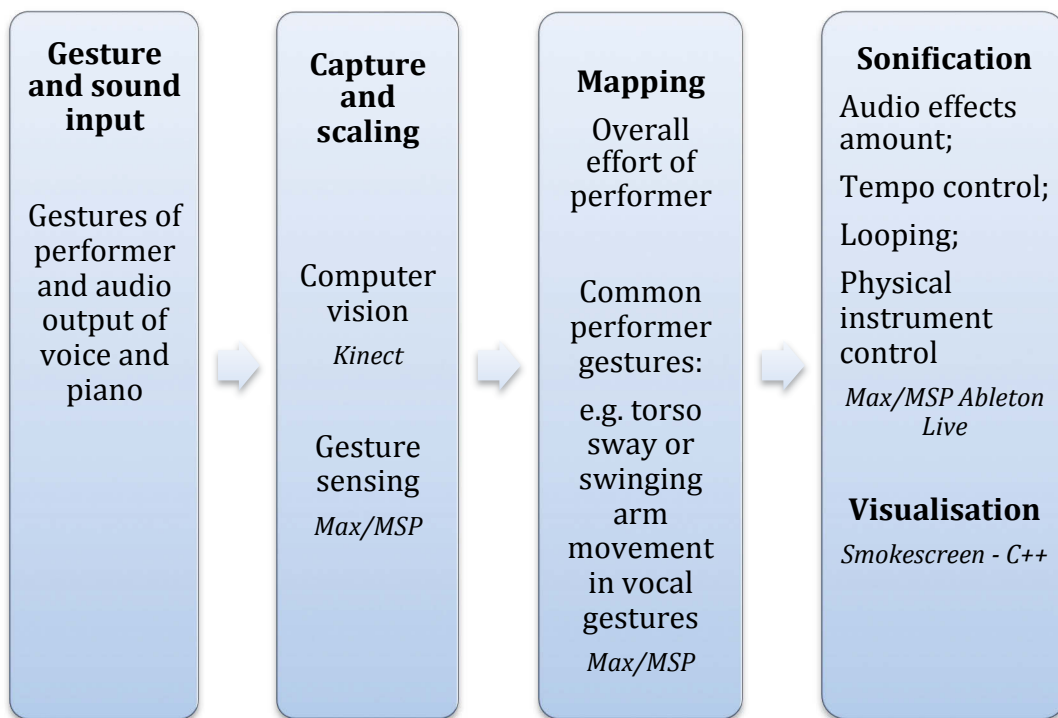 Gesture
and sound
input
Gestures of
performer
and audio
output of
voice and
piano
Capture
and
scaling
Computer
vision
Kinect
Gesture
sensing
Max/MSP
Mapping
Overall
effort of
performer
Common
performer
gestures:
e.g. torso
sway or
swinging
arm
movement
in vocal
gestures
Max/MSP
Sonification
Audio effects
amount;
Tempo control;
Looping;
Physical
instrument
control
Max/MSP Ableton
Live
Visualisation
Smokescreen - C++